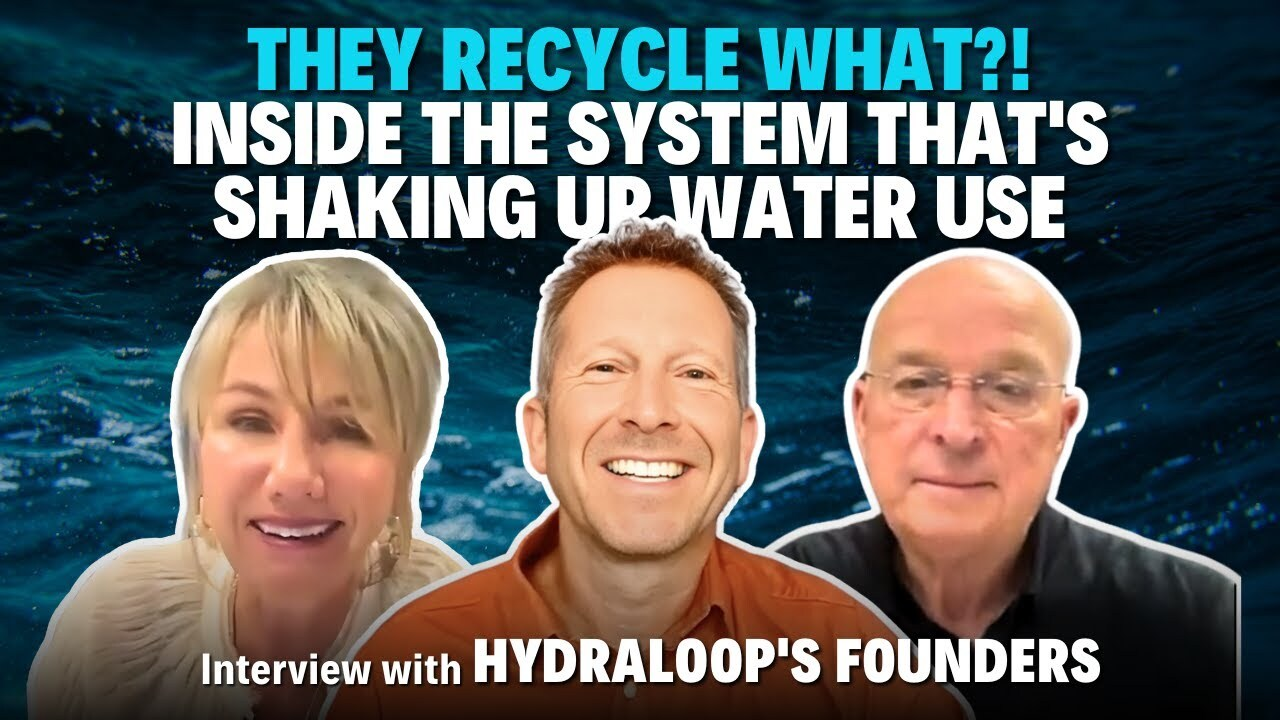 THEY RECYCLE WHAT?!
INSIDE THE SYSTEM THAT'S
SHAKING UP WATER USE
Interview with HYDRALOOP'S FOUNDERS